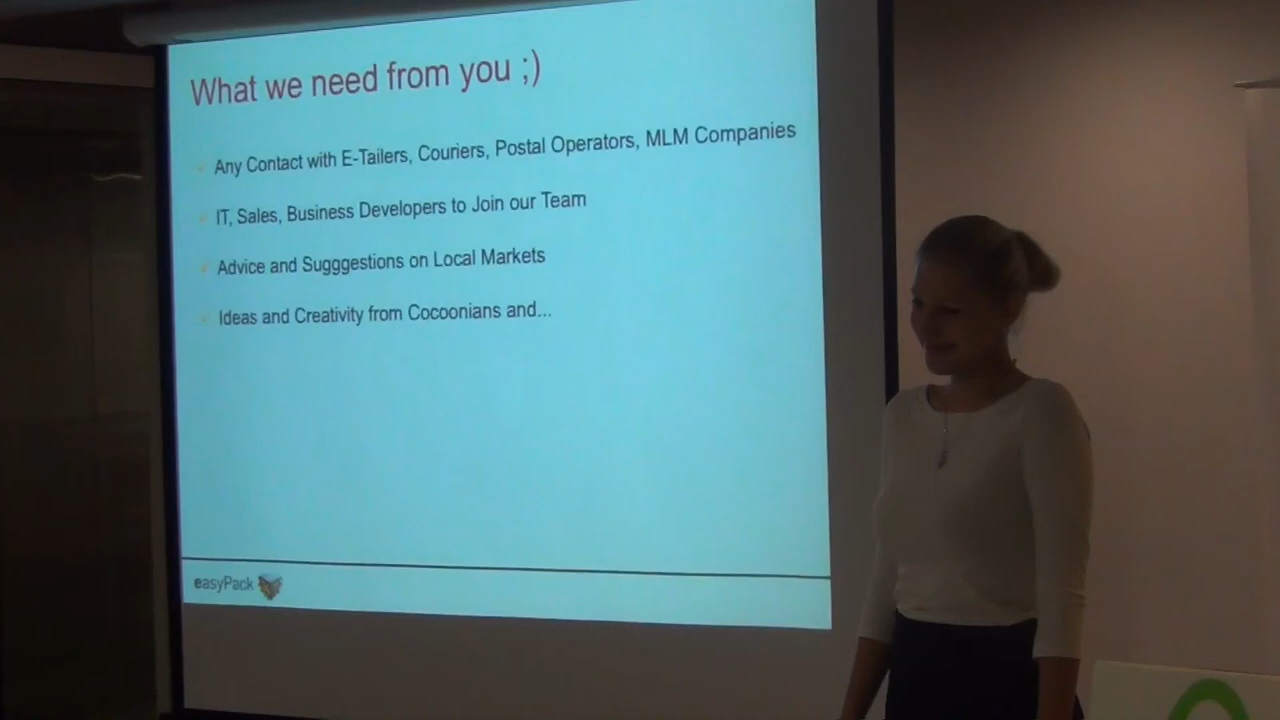 What we need from you ;)
Any Contact with E-Tailers, Couriers, Postal Operators, MLM Companies
IT, Sales, Business Developers to Join our Team
Advice and Sugggestions on Local Markets
Ideas and Creativity from Cocoonians and...
easyPack